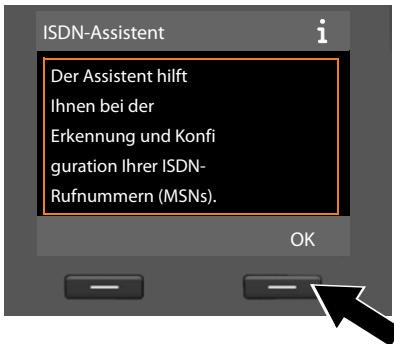 ISDN-Assistent i
Der Assistent hilft
Ihnen bei der
Erkennung und Konfi
guration Ihrer ISDN-
Rufnummern (MSNs).
OK